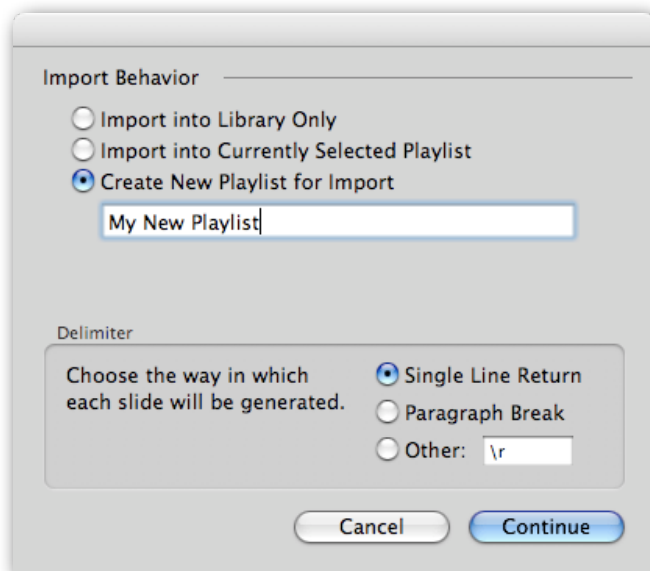 Import Behavior
Import into Library Only
Import into Currently Selected Playlist
Create New Playlist for Import
My New Playlist
Delimiter
Choose the way in which
each slide will be generated.
Single Line Return
Paragraph Break
Other: \r
Cancel
Continue